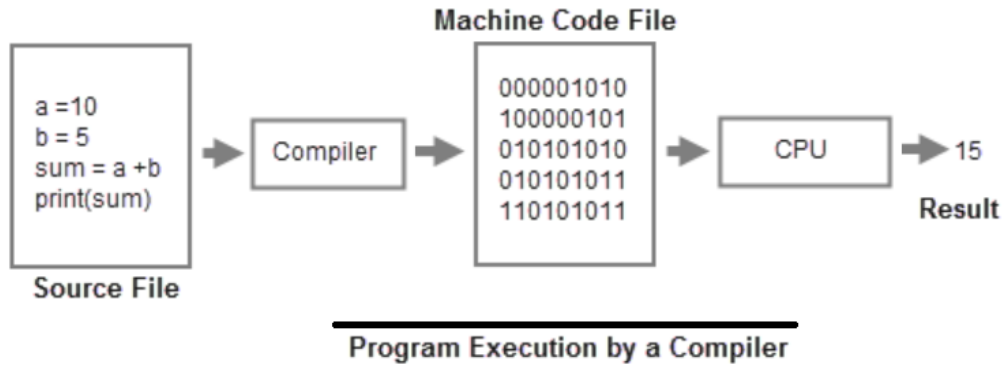 Machine Code File
a =10
b = 5
sum = a +b
print(sum)
Source File
Compiler
000001010
100000101
010101010
010101011
110101011
CPU
15
Result
Program Execution by a Compiler